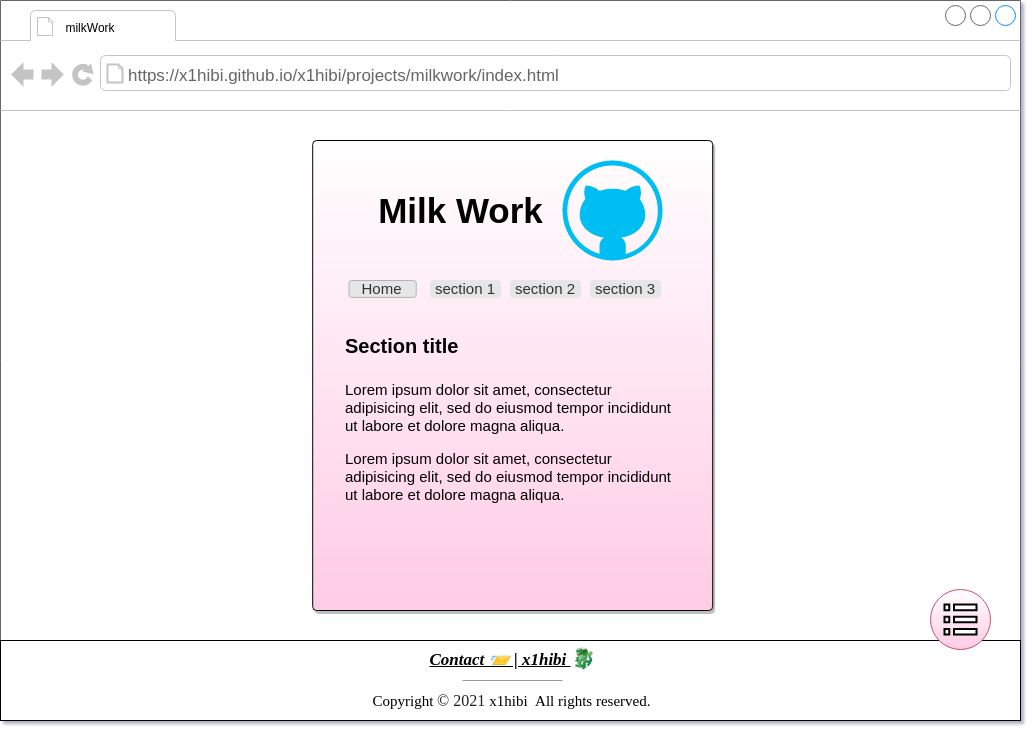 milkWork
https://x1hibi.github.io/x1hibi/projects/milkwork/index.html
Milk Work
Home section 1 section 2 section 3
Section title
Lorem ipsum dolor sit amet, consectetur
adipisicing elit, sed do eiusmod tempor incididunt
ut labore et dolore magna aliqua.
Lorem ipsum dolor sit amet, consectetur
adipisicing elit, sed do eiusmod tempor incididunt
ut labore et dolore magna aliqua.
Contact 📨 | x1hibi 🐉
Copyright © 2021 x1hibi  All rights reserved.